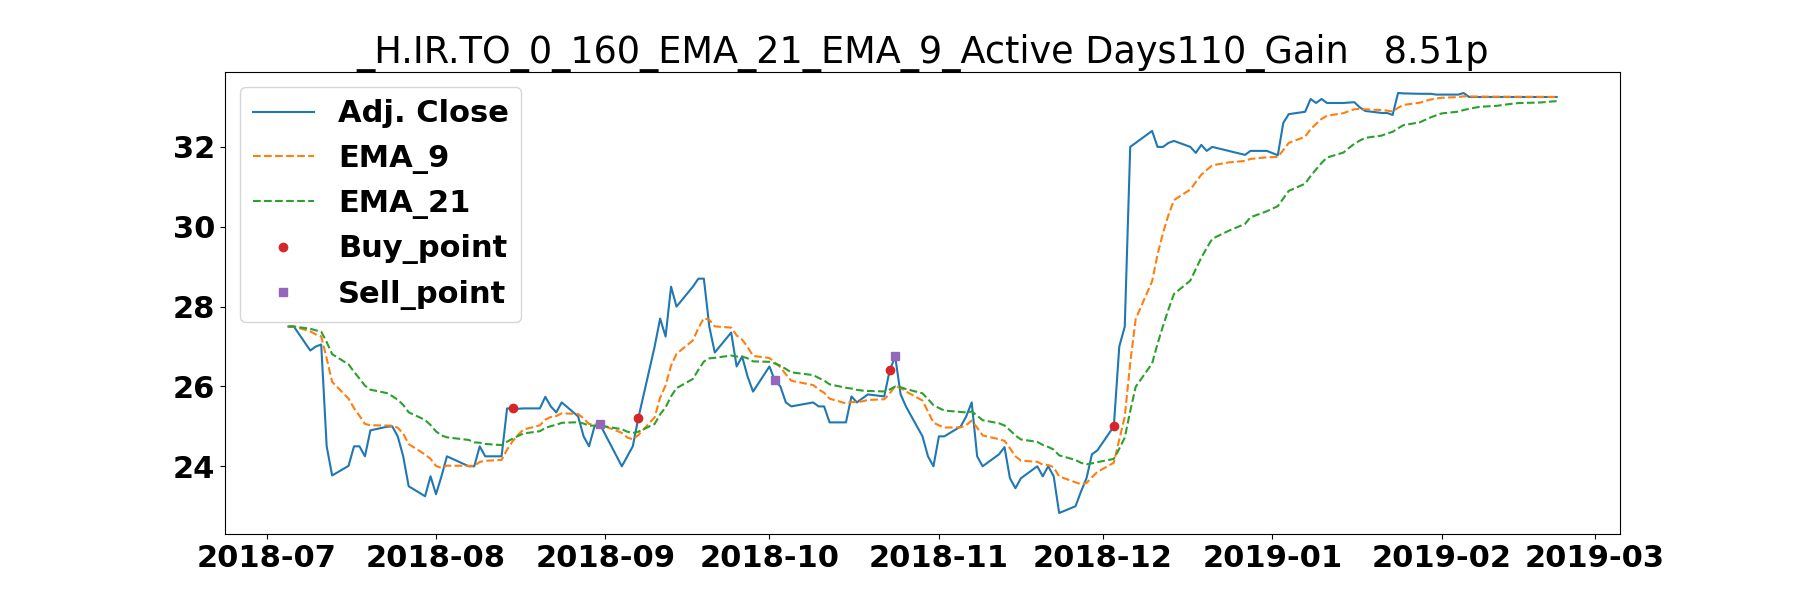 _H.IR.TO_0_160_EMA_21_EMA_9_Active Days110_Gain   8.51p
Adj. Close
EMA_9
EMA_21
Buy_point
Sell_point
32
30
28
26
24
2018-07 2018-08 2018-09 2018-10 2018-11 2018-12 2019-01 2019-02 2019-03